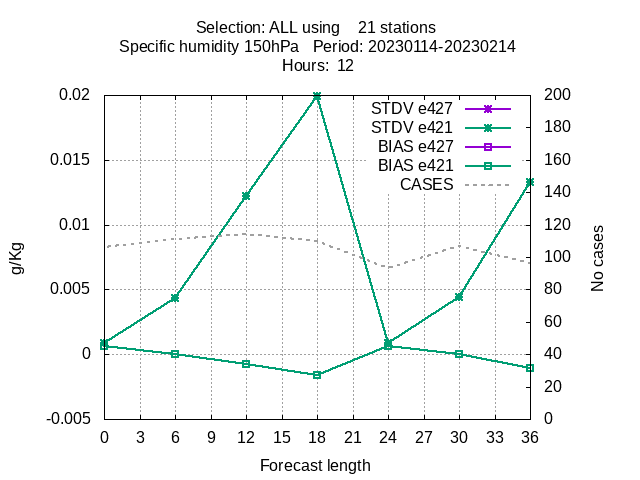 Selection: ALL using 21 stations
Specific humidity 150hPa Period: 20230114-20230214
Hours: 12
STDV e427
STDV e421
BIAS e427
BIAS e421
CASES
0.02
0.015
0.01
0.005
0
-0.005
g/Kg
200
180
160
140
120
100
80
60
40
20
0
No cases
0 3 6 9 12 15 18 21 24 27 30 33 36
Forecast length